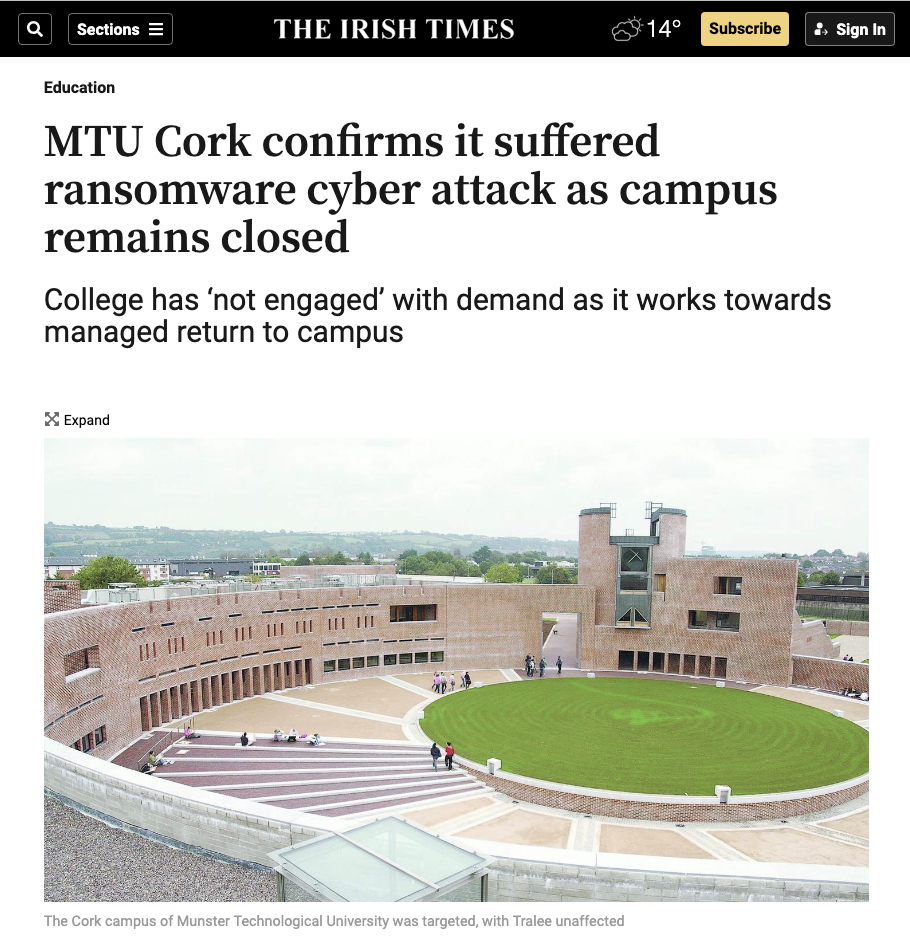 Sections
THE IRISH TIMES
14°
Subscribe
Sign In
Education
MTU Cork confirms it suffered
ransomware cyber attack as campus
remains closed
College has ‘not engaged’ with demand as it works towards
managed return to campus
Expand
The Cork campus of Munster Technological University was targeted, with Tralee unaffected